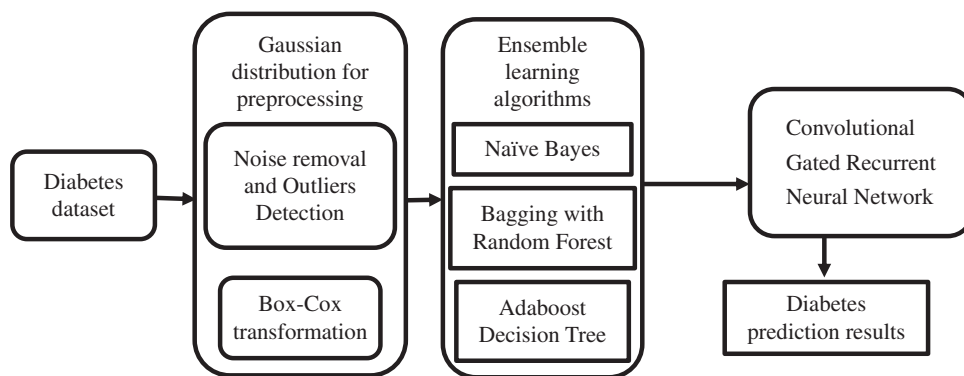 Diabetes
dataset
Gaussian
distribution for
preprocessing
Noise removal
and Outliers
Detection
Box-Cox
transformation
Ensemble
learning
algorithms
Naïve Bayes
Bagging with
Random Forest
Adaboost
Decision Tree
Convolutional
Gated Recurrent
Neural Network
Diabetes
prediction results